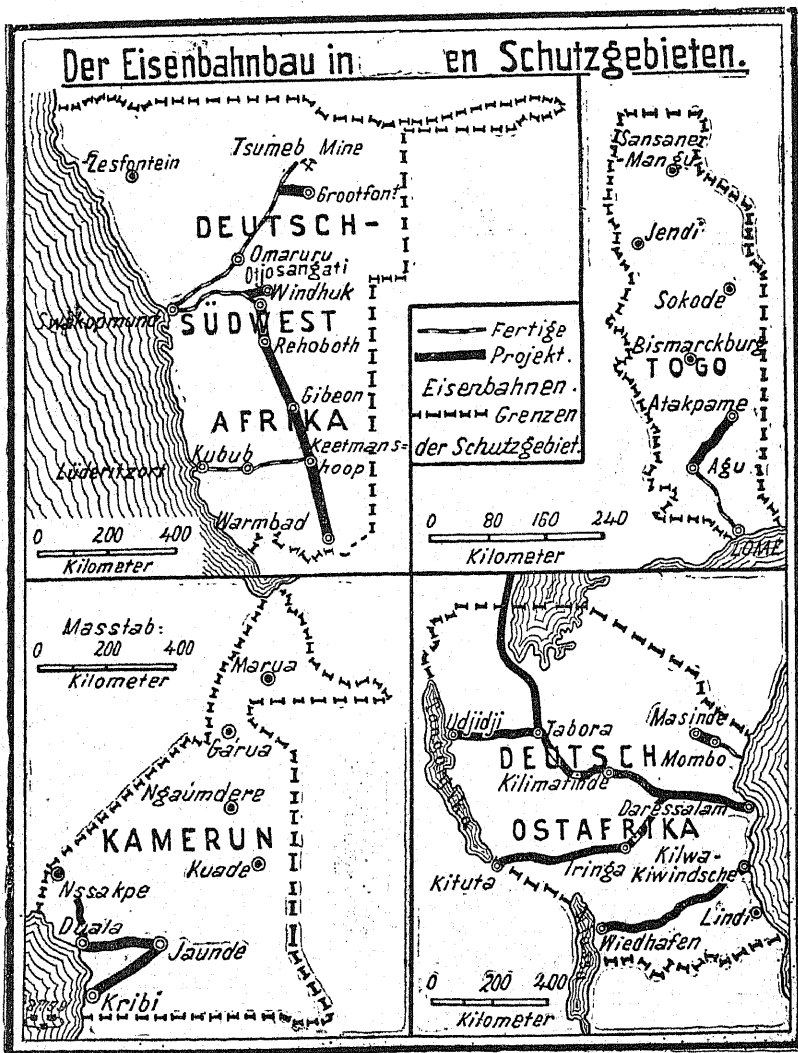 Der Eisenbahnbau in en Schutzgebieten.
Zesfontein
Tsumeb Mine
Grootfont.
DEUTSCH-
Omaruru
Otjosangati
Windhuk
Swakopmund
SÜDWEST
Rehoboth
Gibeon
AFRIKA
Kubub
Keetmans=
hoop
Lüderitzort
Warmbad
0 200 400
Kilometer
Fertige
Projekt.
Eisenbahnen.
Grenzen
der Schutzgebiet.
Sansanne
-Mangu
Jendi
Sokode
Bismarckburg
TOGO
Atakpame
Agu
LOME
0 80 160 240
Kilometer
Masstab:
0 200 400
Kilometer
Marua
Garua
Ngaumdere
KAMERUN
Kuade
Nssakpe
Duala
Jaunde
Kribi
Udjidji
Tabora
Masinde
DEUTSCH
Mombo
Kilimatinde
Daressalam
OSTAFRIKA
Kilwa-
Kiwindsche
Iringa
Kituta
Lindi
Wiedhafen
0 200 400
Kilometer